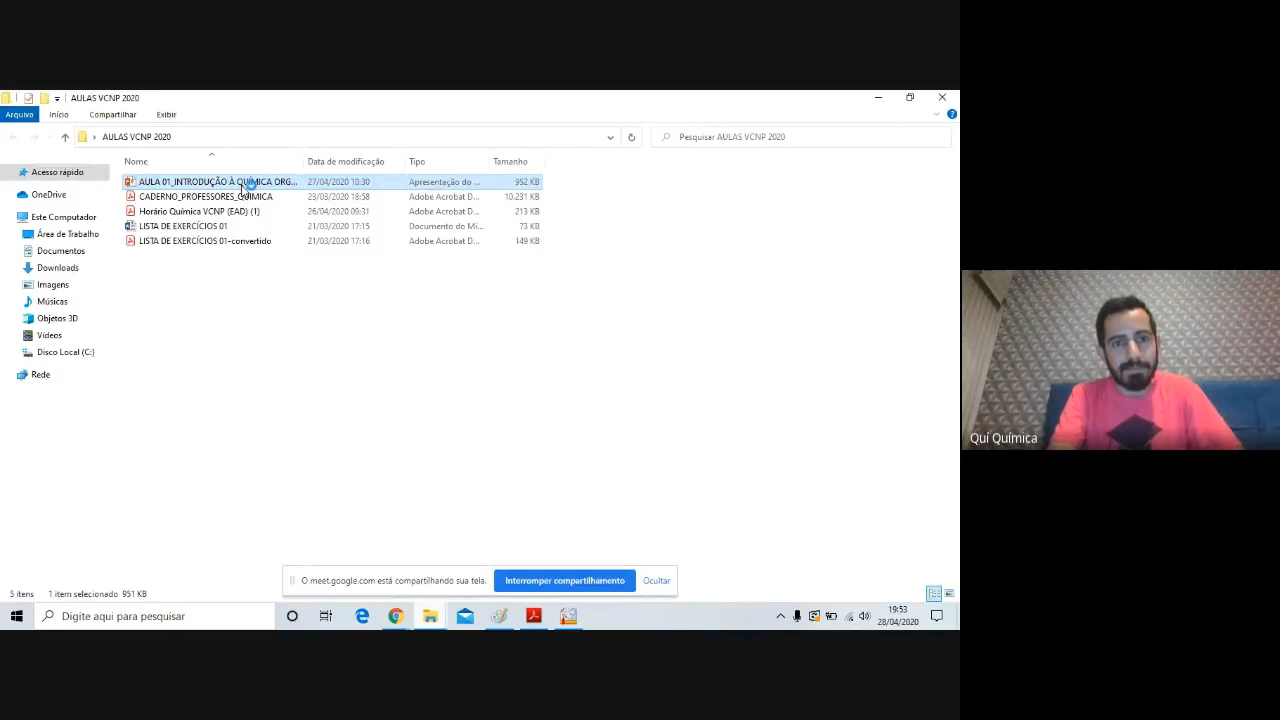 AULAS VCNP 2020
Arquivo Início Compartilhar Exibir
AULAS VCNP 2020
Pesquisar AULAS VCNP 2020
Nome Data de modificação Tipo Tamanho
AULA 01_INTRODUÇÃO À QUÍMICA ORG... 27/04/2020 10:30 Apresentação do ... 952 KB
CADERNO_PROFESSORES_QUIMICA 23/03/2020 18:58 Adobe Acrobat D... 10.231 KB
Horário Química VCNP (EAD) (1) 26/04/2020 09:31 Adobe Acrobat D... 213 KB
LISTA DE EXERCÍCIOS 01 21/03/2020 17:15 Documento do Mi... 73 KB
LISTA DE EXERCÍCIOS 01-convertido 21/03/2020 17:16 Adobe Acrobat D... 149 KB
Acesso rápido
OneDrive
Este Computador
Área de Trabalho
Documentos
Downloads
Imagens
Músicas
Objetos 3D
Vídeos
Disco Local (C:)
Rede
Quí Química
O meet.google.com está compartilhando sua tela. Interromper compartilhamento Ocultar
5 itens 1 item selecionado 951 KB
Digite aqui para pesquisar
19:53
28/04/2020